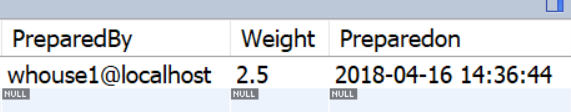 PreparedBy Weight Preparedon
whouse1@localhost 2.5 2018-04-16 14:36:44
NULL NULL NULL